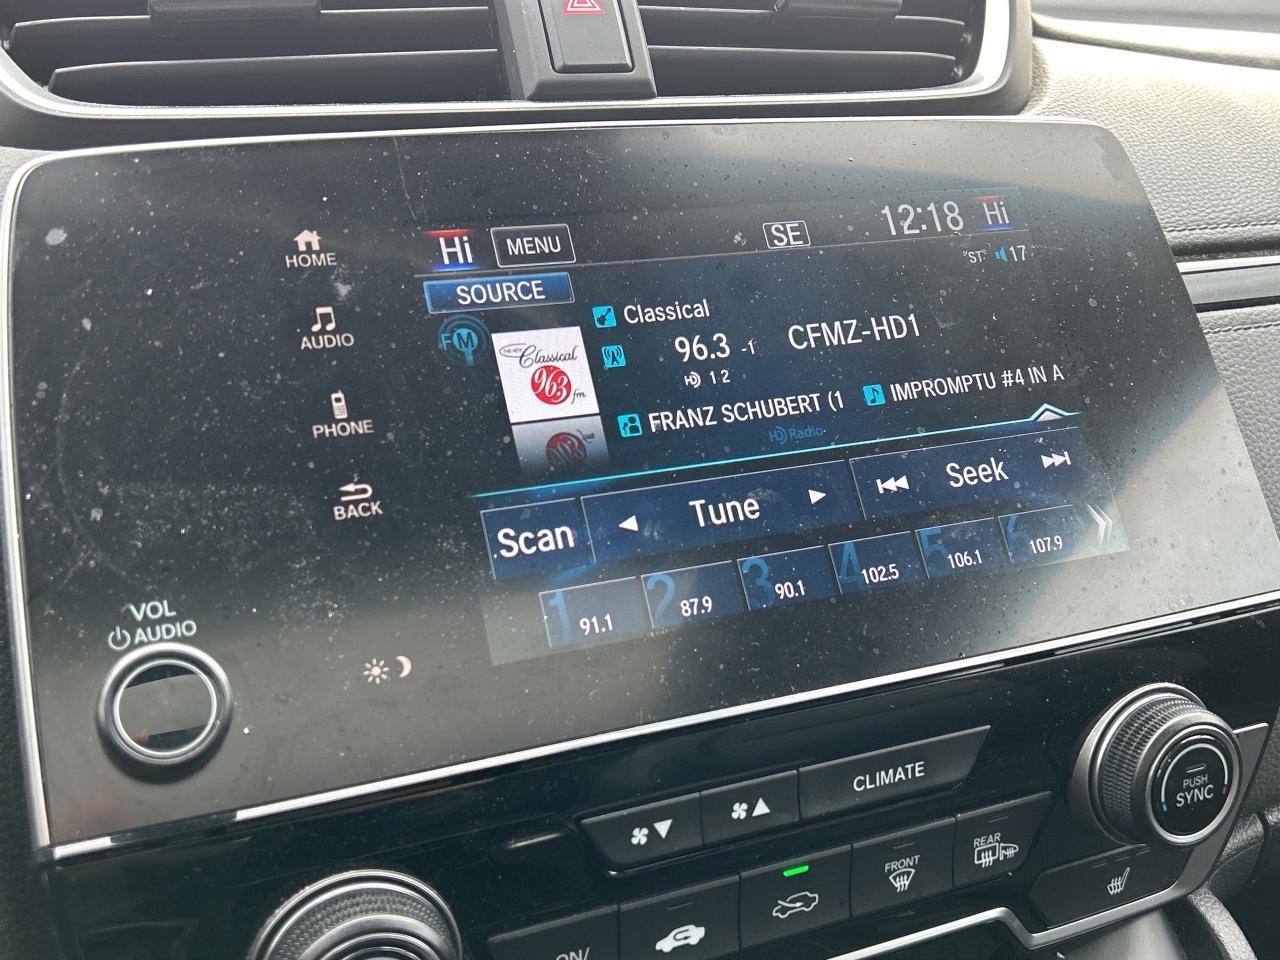 HOME
AUDIO
PHONE
BACK
VOL
AUDIO
Hi
MENU
SE
12:18
Hi
SOURCE
"ST"
17
FM
THE NEW
Classical
963
fm
Classical
96.3 -1
CFMZ-HD1
HD 1 2
FRANZ SCHUBERT (1
IMPROMPTU #4 IN A
HD Radio
Scan
Tune
Seek
1 91.1
2 87.9
3 90.1
4 102.5
5 106.1
6 107.9
CLIMATE
PUSH
SYNC
FRONT
REAR
ON/